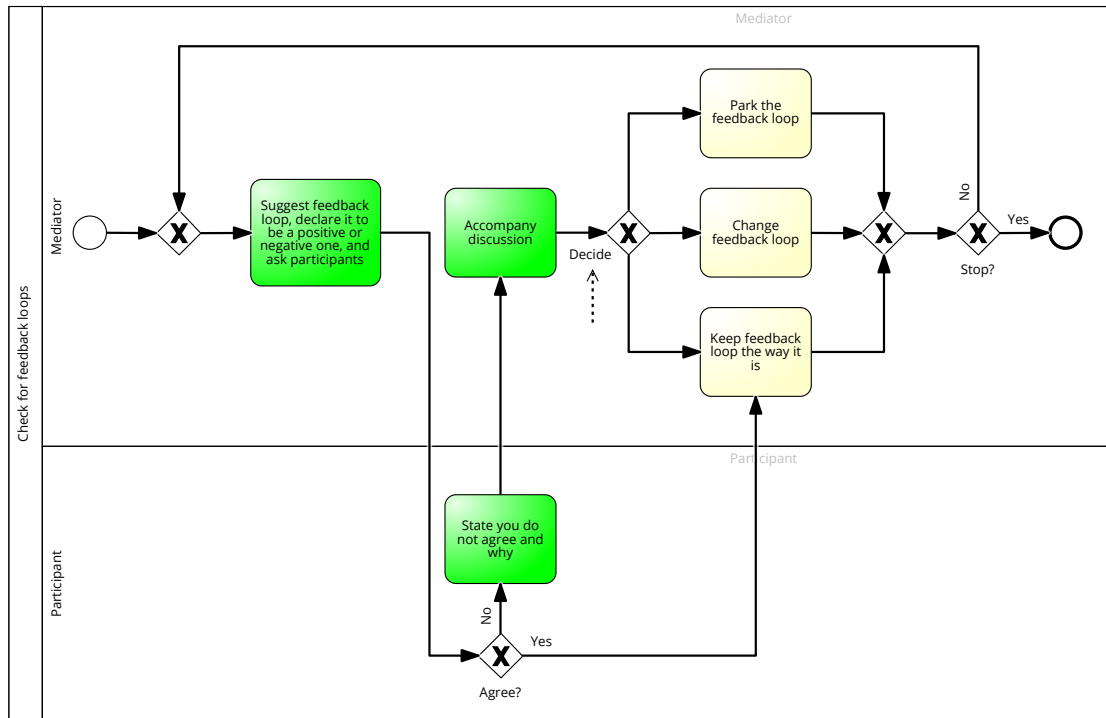 Mediator
No
Park the
feedback loop
Mediator
Suggest feedback
loop, declare it to
be a positive or
negative one, and
ask participants
Accompany
discussion
Decide
Change
feedback loop
Yes
Stop?
Check for feedback loops
Keep feedback
loop the way it
is
Participant
Participant
State you do
not agree and
why
No
Yes
Agree?